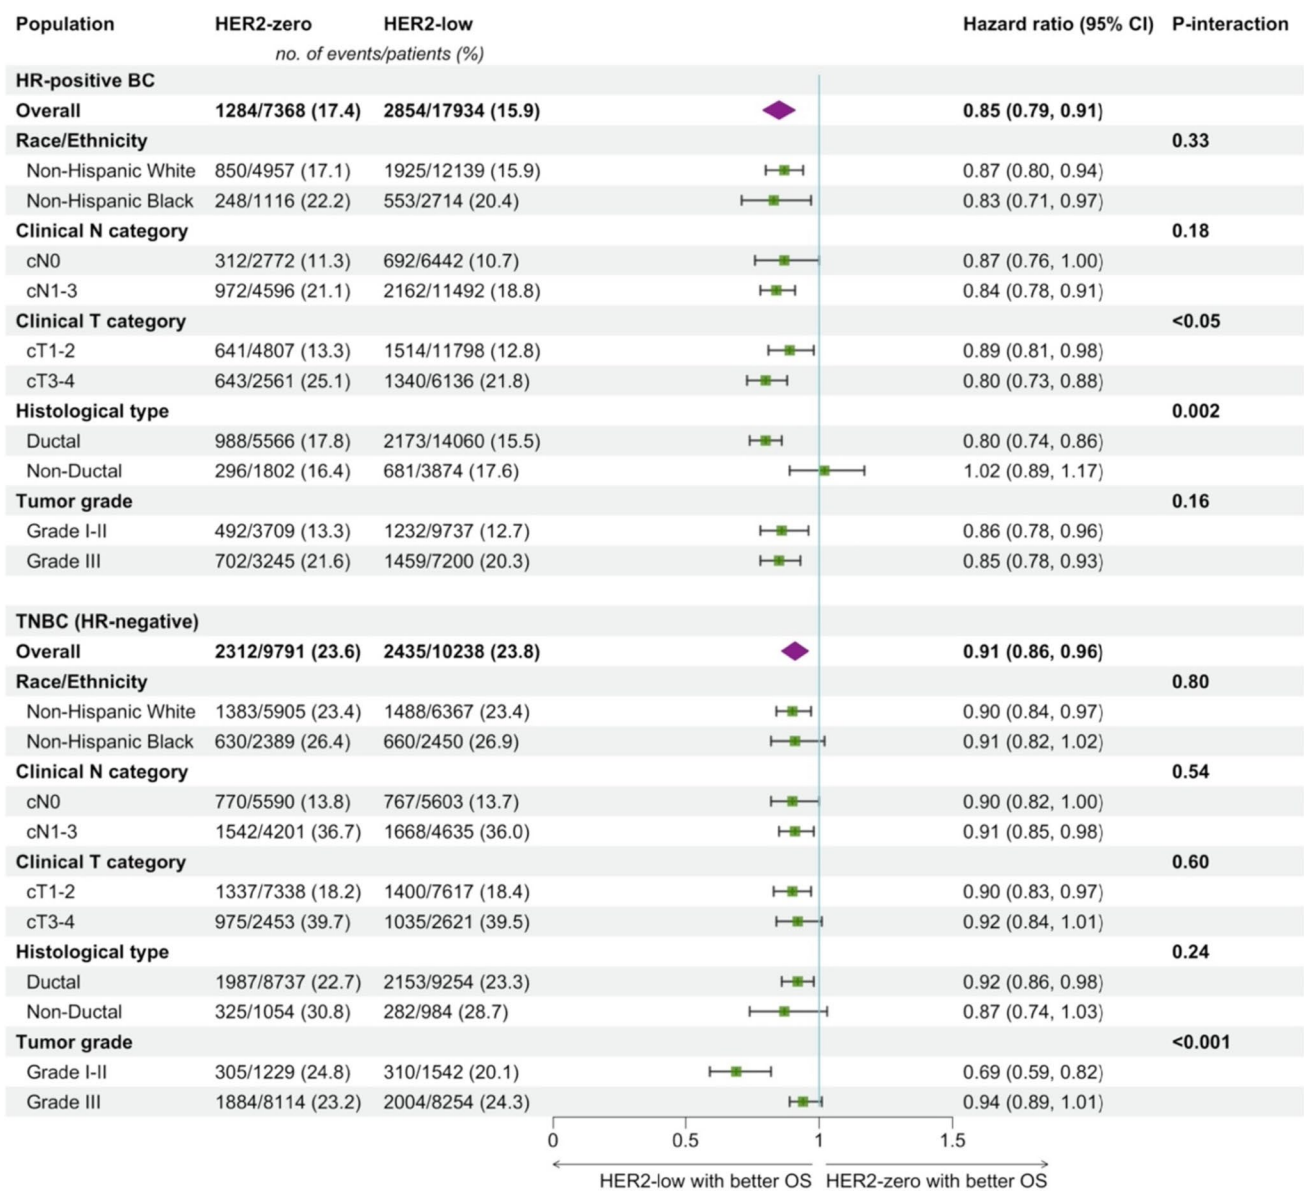 Population HER2-zero HER2-low Hazard ratio (95% CI) P-interaction
no. of events/patients (%)
HR-positive BC
Overall 1284/7368 (17.4) 2854/17934 (15.9) 0.85 (0.79, 0.91)
Race/Ethnicity 0.33
Non-Hispanic White 850/4957 (17.1) 1925/12139 (15.9) 0.87 (0.80, 0.94)
Non-Hispanic Black 248/1116 (22.2) 553/2714 (20.4) 0.83 (0.71, 0.97)
Clinical N category 0.18
cN0 312/2772 (11.3) 692/6442 (10.7) 0.87 (0.76, 1.00)
cN1-3 972/4596 (21.1) 2162/11492 (18.8) 0.84 (0.78, 0.91)
Clinical T category <0.05
cT1-2 641/4807 (13.3) 1514/11798 (12.8) 0.89 (0.81, 0.98)
cT3-4 643/2561 (25.1) 1340/6136 (21.8) 0.80 (0.73, 0.88)
Histological type 0.002
Ductal 988/5566 (17.8) 2173/14060 (15.5) 0.80 (0.74, 0.86)
Non-Ductal 296/1802 (16.4) 681/3874 (17.6) 1.02 (0.89, 1.17)
Tumor grade 0.16
Grade I-II 492/3709 (13.3) 1232/9737 (12.7) 0.86 (0.78, 0.96)
Grade III 702/3245 (21.6) 1459/7200 (20.3) 0.85 (0.78, 0.93)
TNBC (HR-negative)
Overall 2312/9791 (23.6) 2435/10238 (23.8) 0.91 (0.86, 0.96)
Race/Ethnicity 0.80
Non-Hispanic White 1383/5905 (23.4) 1488/6367 (23.4) 0.90 (0.84, 0.97)
Non-Hispanic Black 630/2389 (26.4) 660/2450 (26.9) 0.91 (0.82, 1.02)
Clinical N category 0.54
cN0 770/5590 (13.8) 767/5603 (13.7) 0.90 (0.82, 1.00)
cN1-3 1542/4201 (36.7) 1668/4635 (36.0) 0.91 (0.85, 0.98)
Clinical T category 0.60
cT1-2 1337/7338 (18.2) 1400/7617 (18.4) 0.90 (0.83, 0.97)
cT3-4 975/2453 (39.7) 1035/2621 (39.5) 0.92 (0.84, 1.01)
Histological type 0.24
Ductal 1987/8737 (22.7) 2153/9254 (23.3) 0.92 (0.86, 0.98)
Non-Ductal 325/1054 (30.8) 282/984 (28.7) 0.87 (0.74, 1.03)
Tumor grade <0.001
Grade I-II 305/1229 (24.8) 310/1542 (20.1) 0.69 (0.59, 0.82)
Grade III 1884/8114 (23.2) 2004/8254 (24.3) 0.94 (0.89, 1.01)
0 0.5 1 1.5
HER2-low with better OS HER2-zero with better OS